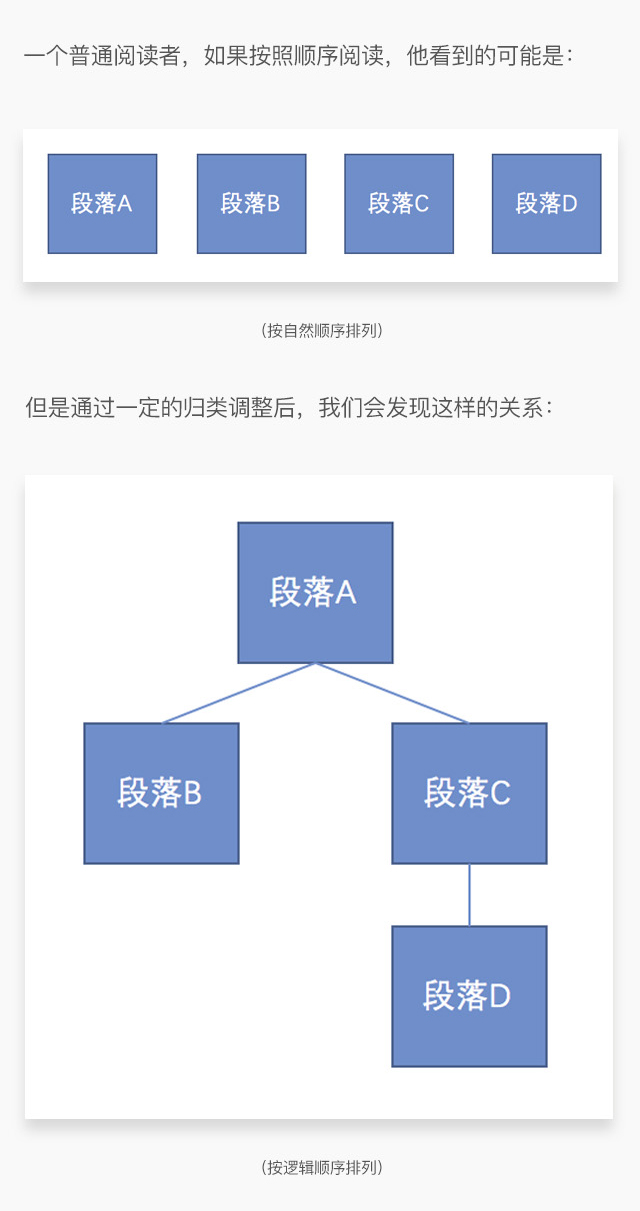 一个普通阅读者，如果按照顺序阅读，他看到的可能是：
段落A 段落B 段落C 段落D
（按自然顺序排列）
但是通过一定的归类调整后，我们会发现这样的关系：
段落A
段落B 段落C
段落D
（按逻辑顺序排列）